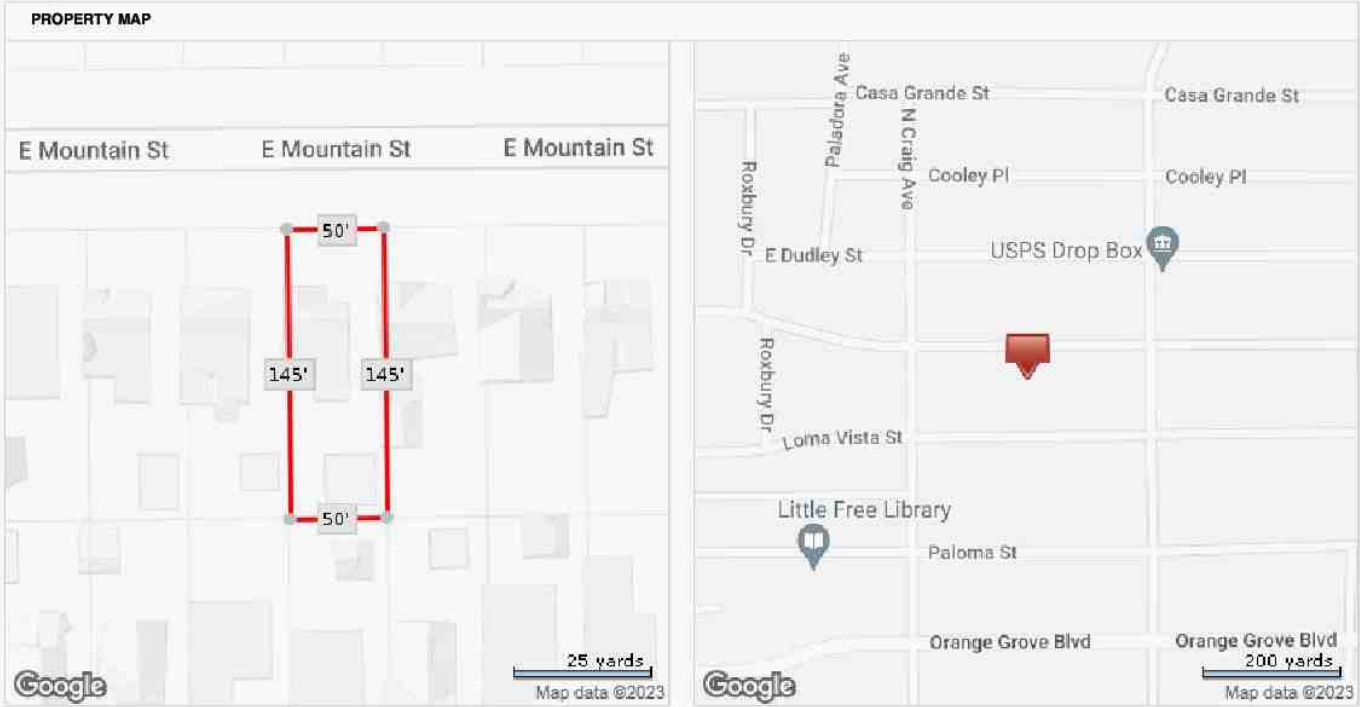 PROPERTY MAP
E Mountain St
E Mountain St
E Mountain St
50'
145'
145'
50'
25 yards
Google
Map data ©2023
Paladora Ave
Casa Grande St
Casa Grande St
N Craig Ave
Roxbury Dr
Cooley Pl
Cooley Pl
E Dudley St
USPS Drop Box
Roxbury Dr
Loma Vista St
Little Free Library
Paloma St
Orange Grove Blvd
Orange Grove Blvd
200 yards
Google
Map data ©2023